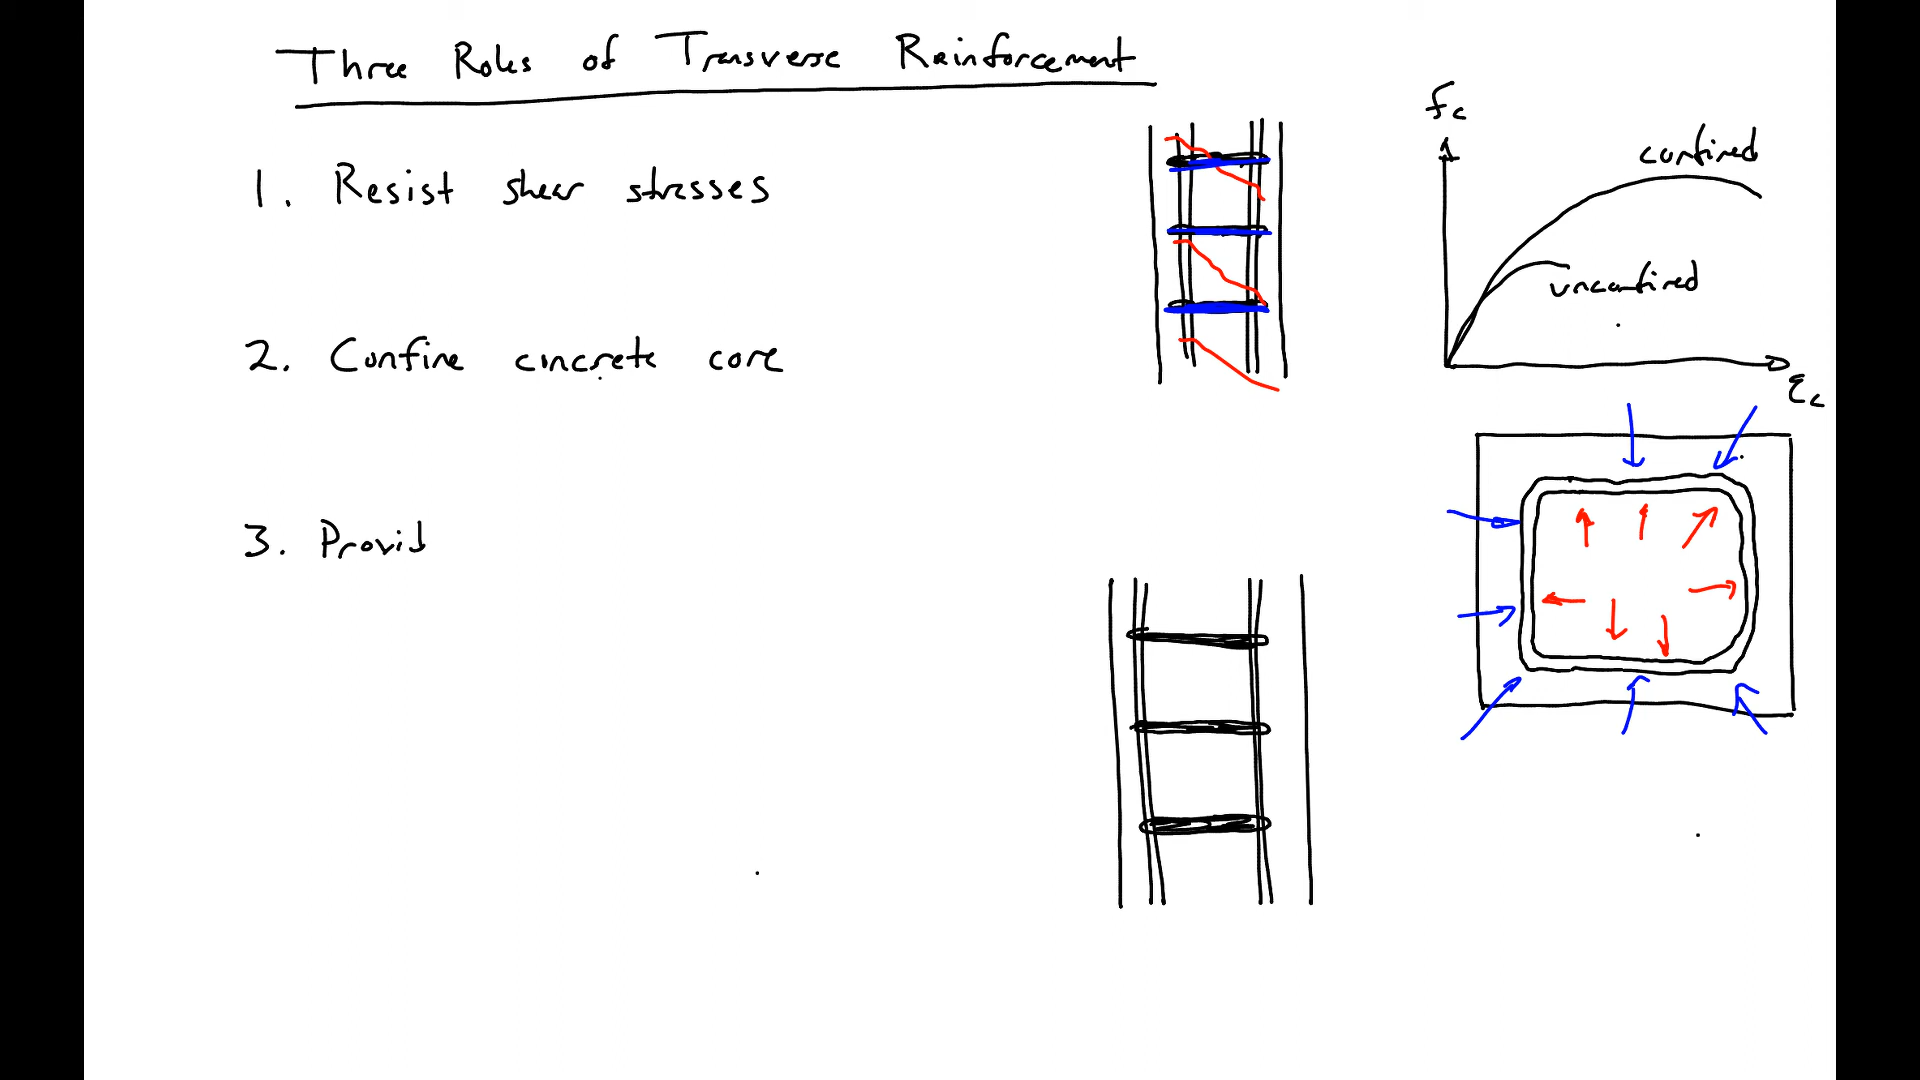 Three Roles of Transverse Reinforcement
1. Resist shear stresses
2. Confine concrete core
3. Provid
fc
confined
unconfined
εc